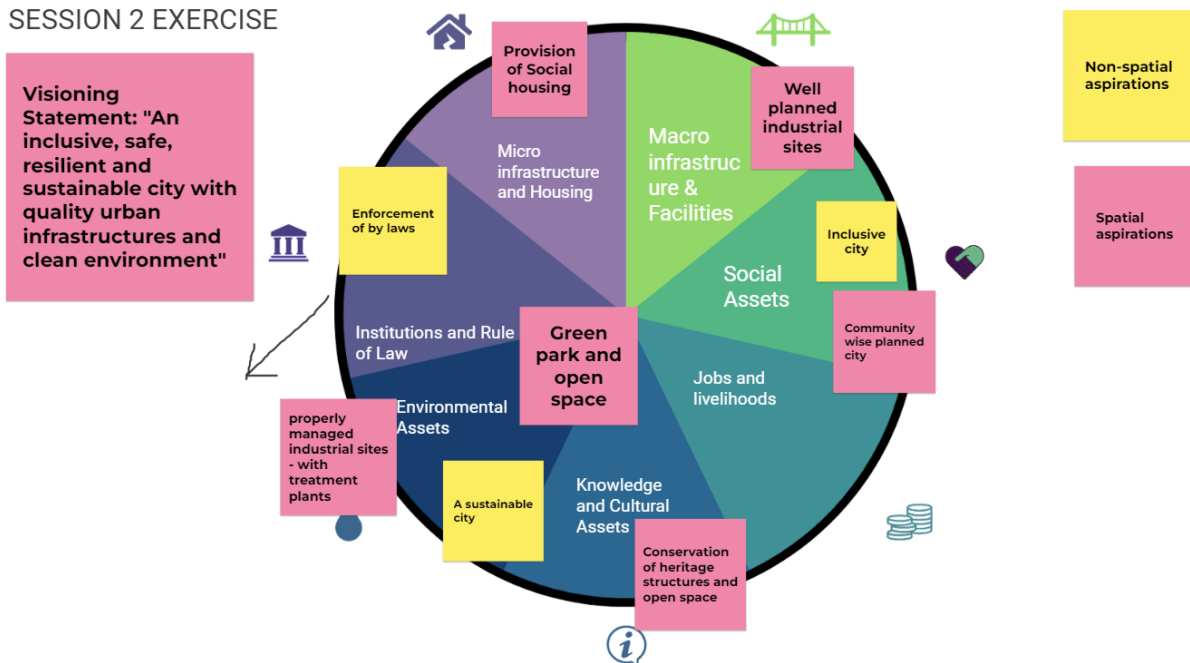 SESSION 2 EXERCISE
Visioning
Statement: "An
inclusive, safe,
resilient and
sustainable city with
quality urban
infrastructures and
clean environment"
Provision
of Social
housing
Well
planned
industrial
sites
Non-spatial
aspirations
Micro
infrastructure
and Housing
Macro
infrastruc
ure &
Facilities
Enforcement
of by laws
Inclusive
city
Spatial
aspirations
Social
Assets
Institutions and Rule
of Law
Green
park and
open
space
Community
wise planned
city
Jobs and
livelihoods
Environmental
Assets
properly
managed
industrial sites
- with
treatment
plants
A sustainable
city
Knowledge
and Cultural
Assets
Conservation
of heritage
structures and
open space
i